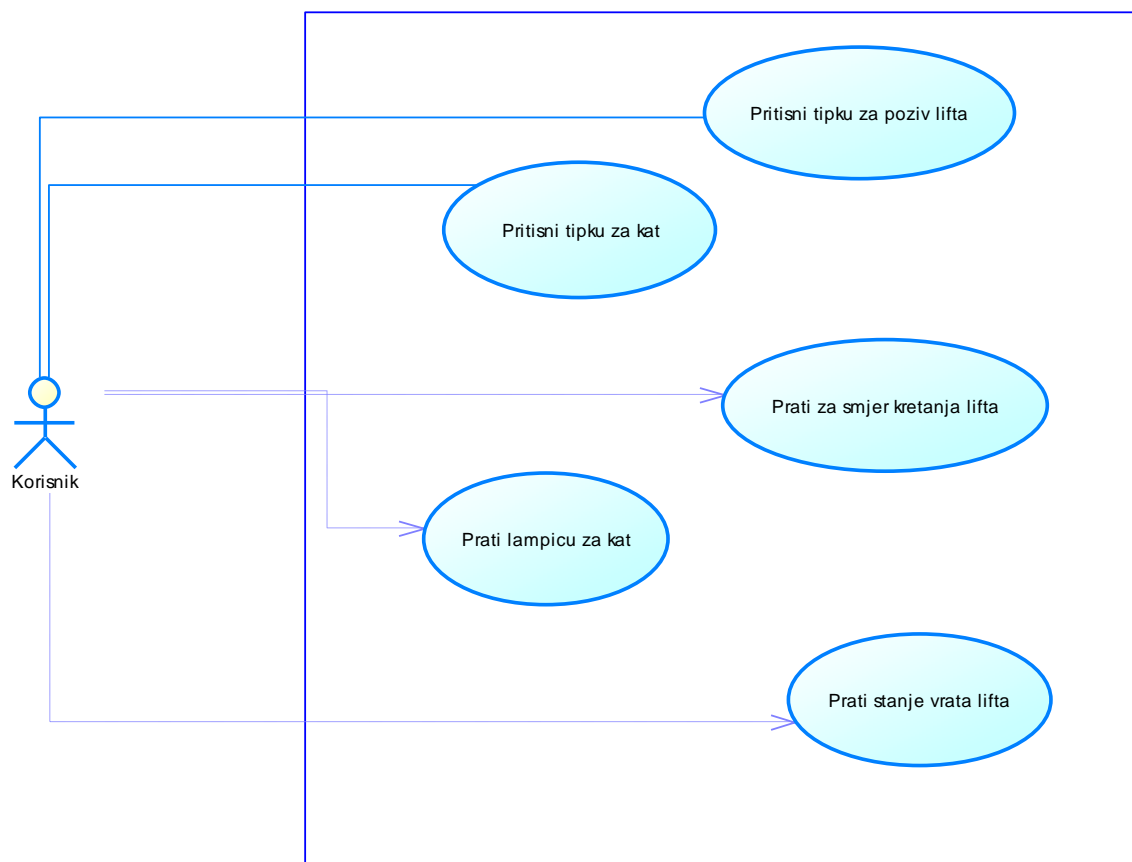 Pritisni tipku za poziv lifta
Pritisni tipku za kat
Prati za smjer kretanja lifta
Korisnik
Prati lampicu za kat
Prati stanje vrata lifta